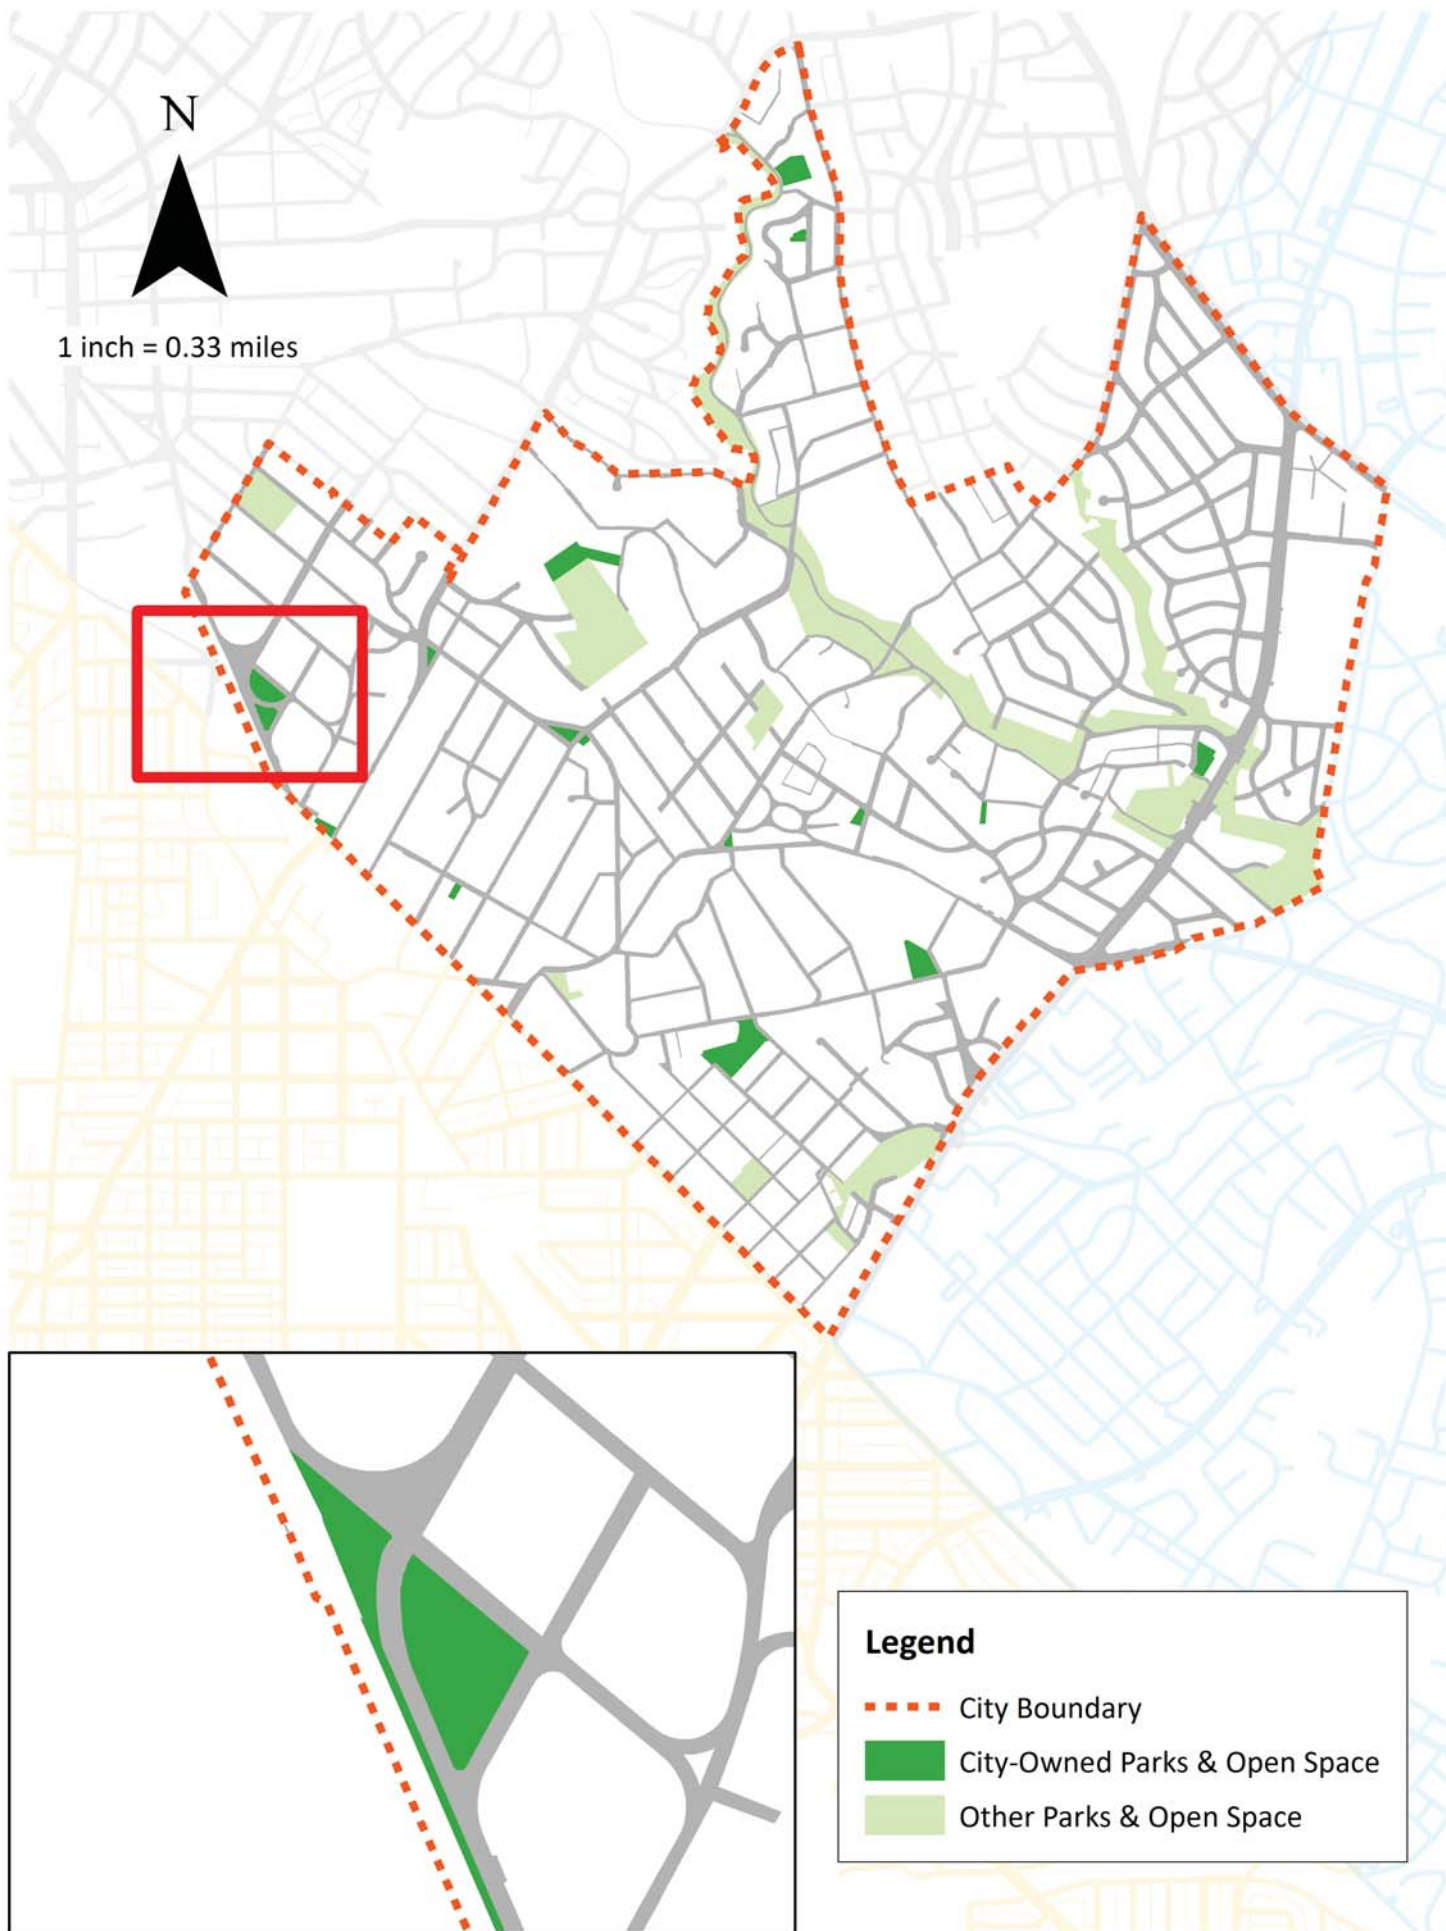 N
1 inch = 0.33 miles
Legend
City Boundary
City-Owned Parks & Open Space
Other Parks & Open Space